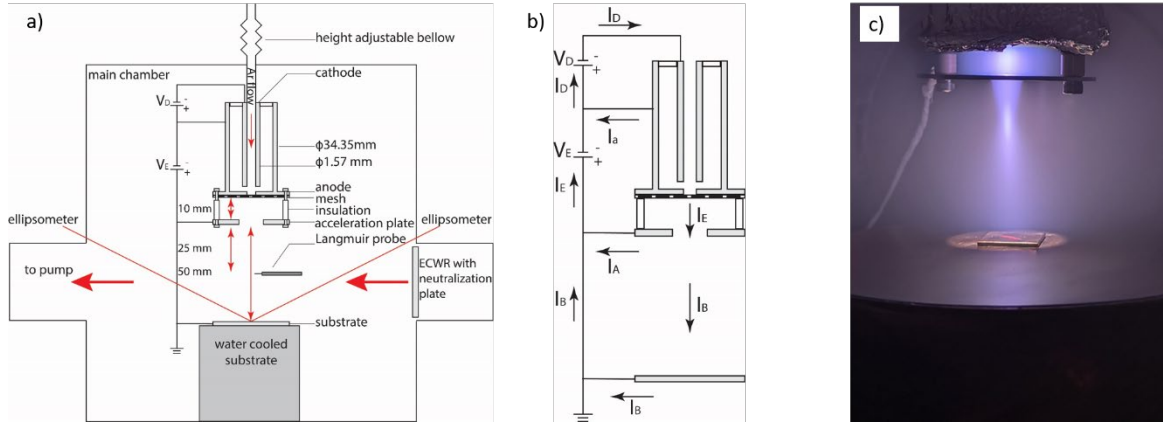 a)
height adjustable bellow
main chamber
cathode
Ar flow
VD
-
+
VE
-
+
ϕ34.35mm
ϕ1.57 mm
anode
mesh
insulation
acceleration plate
Langmuir probe
10 mm
ellipsometer
ellipsometer
25 mm
50 mm
to pump
ECWR with
neutralization
plate
substrate
water cooled
substrate
b)
ID
VD
-
+
ID
Ia
VE
-
+
IE
IE
IA
IB
IB
IB
c)